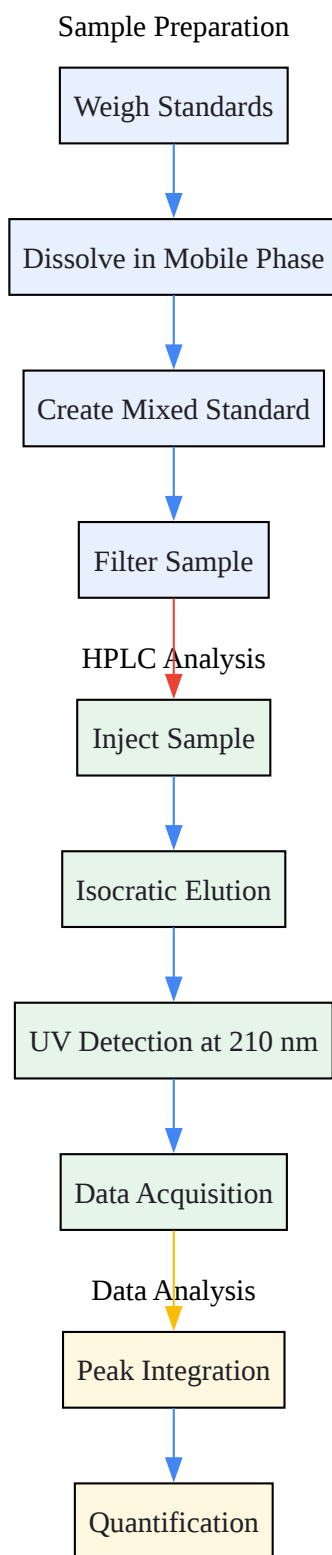 Sample Preparation
Weigh Standards
Dissolve in Mobile Phase
Create Mixed Standard
Filter Sample
HPLC Analysis
Inject Sample
Isocratic Elution
UV Detection at 210 nm
Data Acquisition
Data Analysis
Peak Integration
Quantification